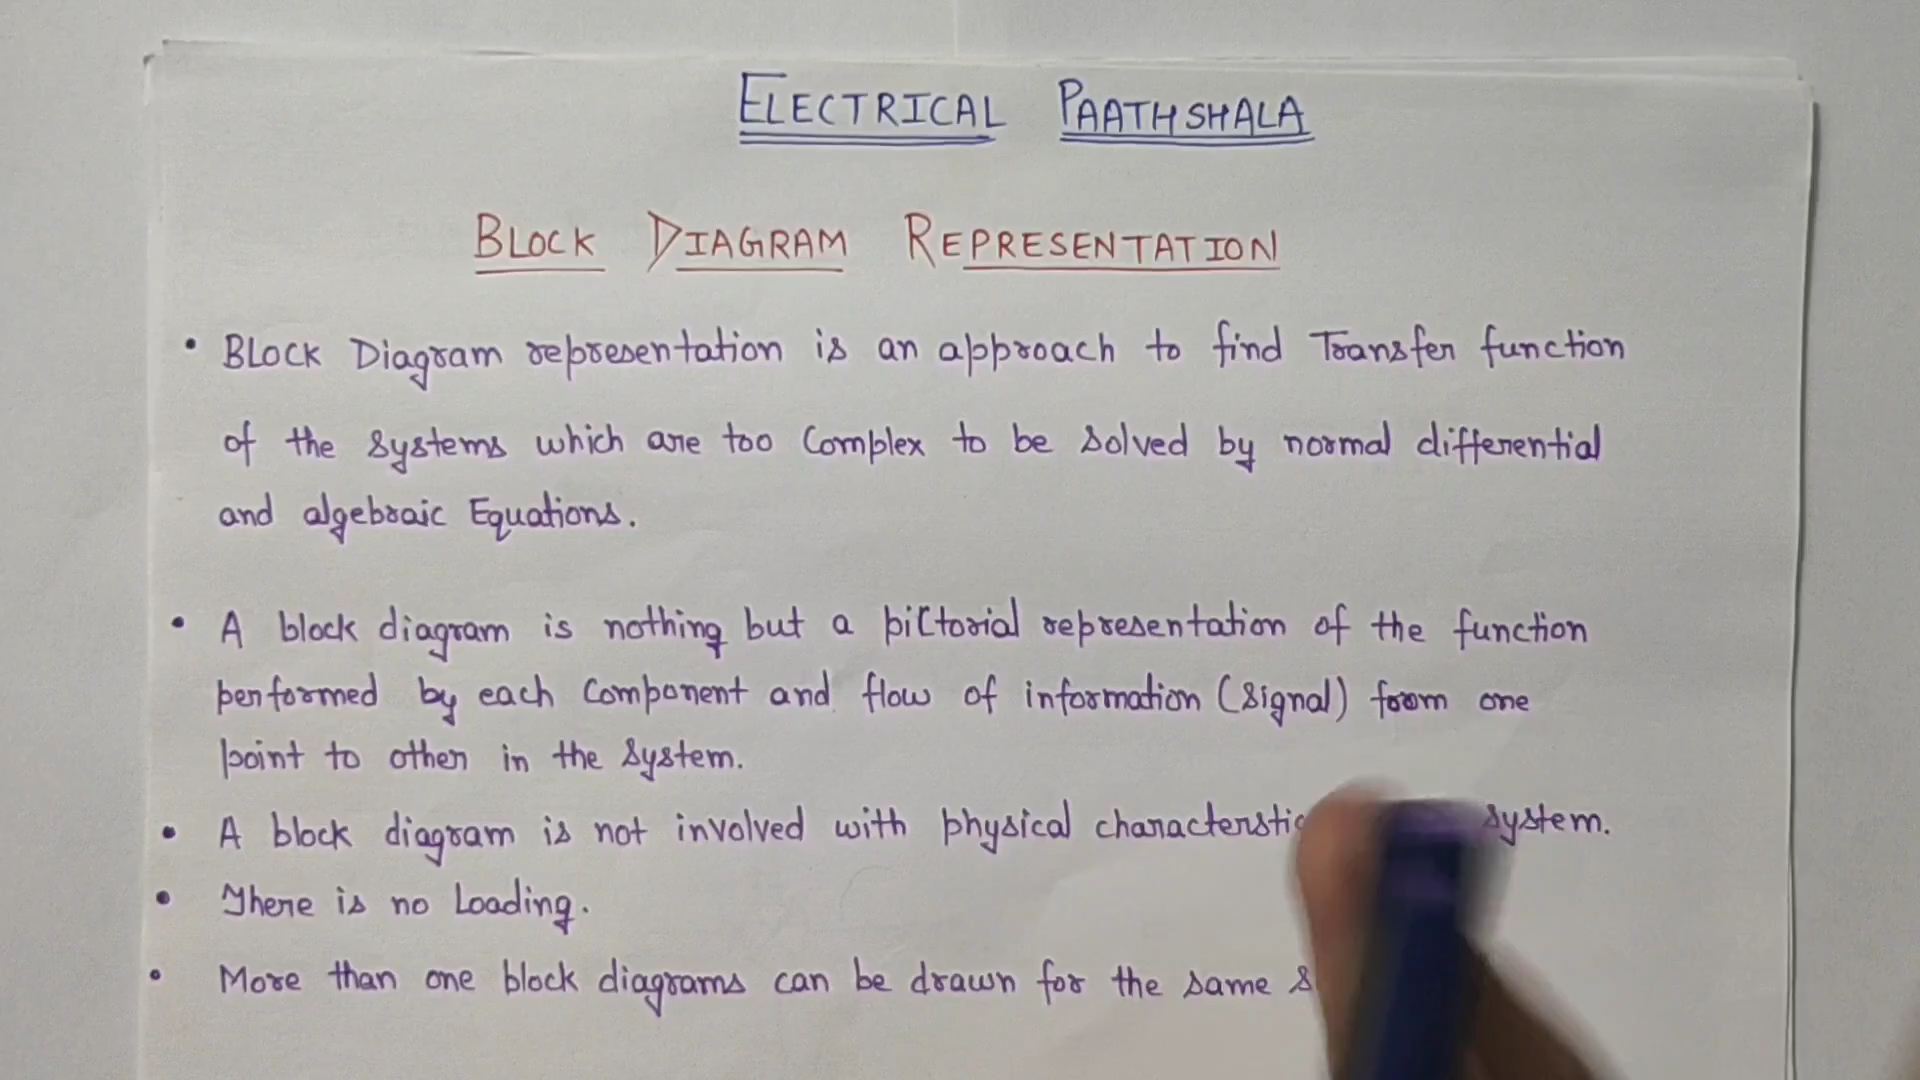 ELECTRICAL PAATHSHALA
BLOCK DIAGRAM REPRESENTATION
• BLOCK Diagram representation is an approach to find Transfer function
of the systems which are too Complex to be solved by normal differential
and algebraic Equations.
• A block diagram is nothing but a pictorial representation of the function
performed by each Component and flow of information (Signal) from one
point to other in the System.
• A block diagram is not involved with physical system.
• There is no Loading.
• More than one block diagrams can be drawn for the same